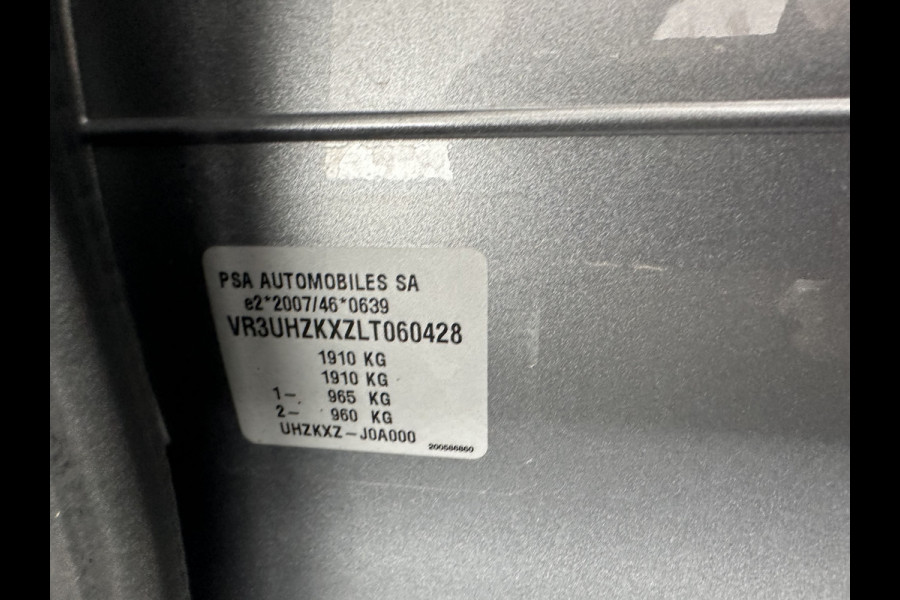 PSA AUTOMOBILES SA
e2*2007/46*0639
VR3UHZKXZLT060428
1910 KG
1910 KG
1– 965 KG
2– 960 KG
UHZKXZ–J0A000
200586860